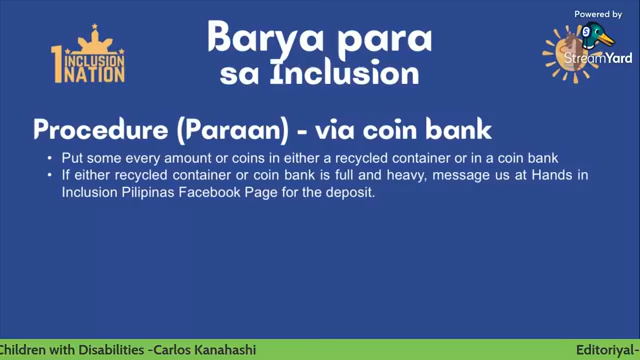 Powered by
StreamYard
1 INCLUSION
NATION
Barya para
sa Inclusion
Procedure (Paraan) - via coin bank
• Put some every amount or coins in either a recycled container or in a coin bank
• If either recycled container or coin bank is full and heavy, message us at Hands in
Inclusion Pilipinas Facebook Page for the deposit.
Children with Disabilities -Carlos Kanahashi
Editoriyal-